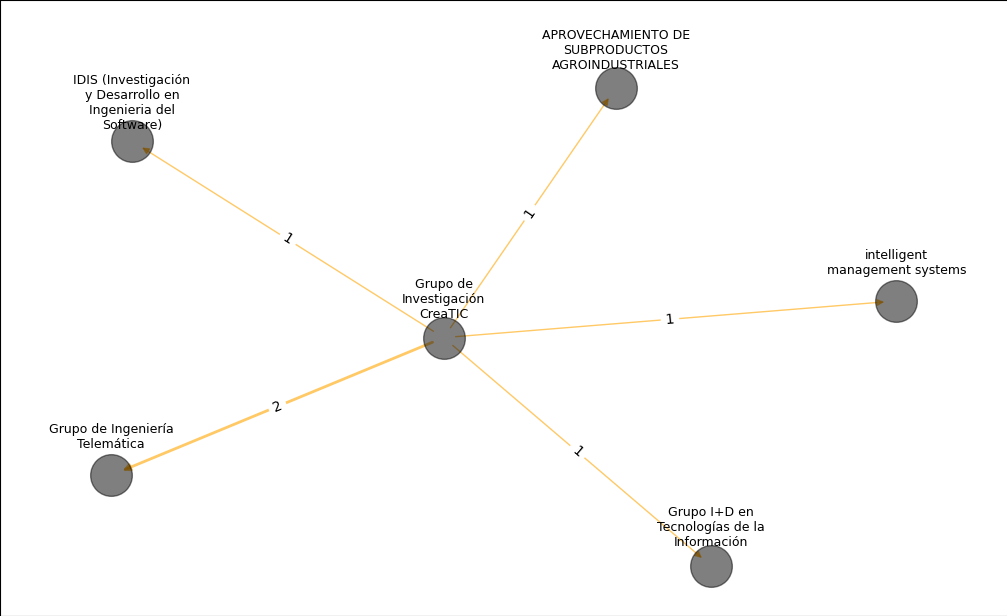 APROVECHAMIENTO DE
SUBPRODUCTOS
AGROINDUSTRIALES
IDIS (Investigación
y Desarrollo en
Ingenieria del
Software)
1
1
intelligent
management systems
Grupo de
Investigación
CreaTIC
1
2
Grupo de Ingeniería
Telemática
1
Grupo I+D en
Tecnologías de la
Información